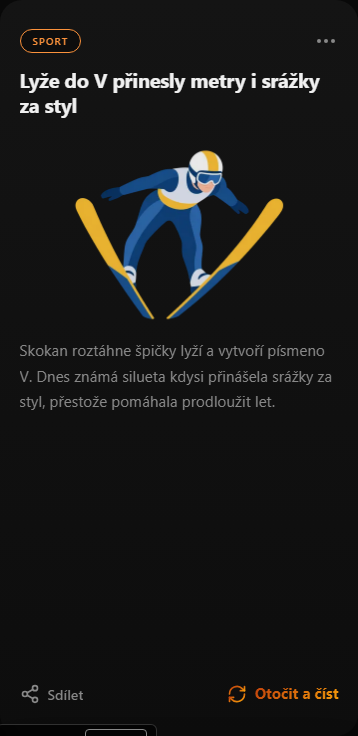 SPORT
Lyže do V přinesly metry i srážky
za styl
Skokan roztáhne špičky lyží a vytvoří písmeno
V. Dnes známá silueta kdysi přinášela srážky za
styl, přestože pomáhala prodloužit let.
Sdílet
Otočit a číst